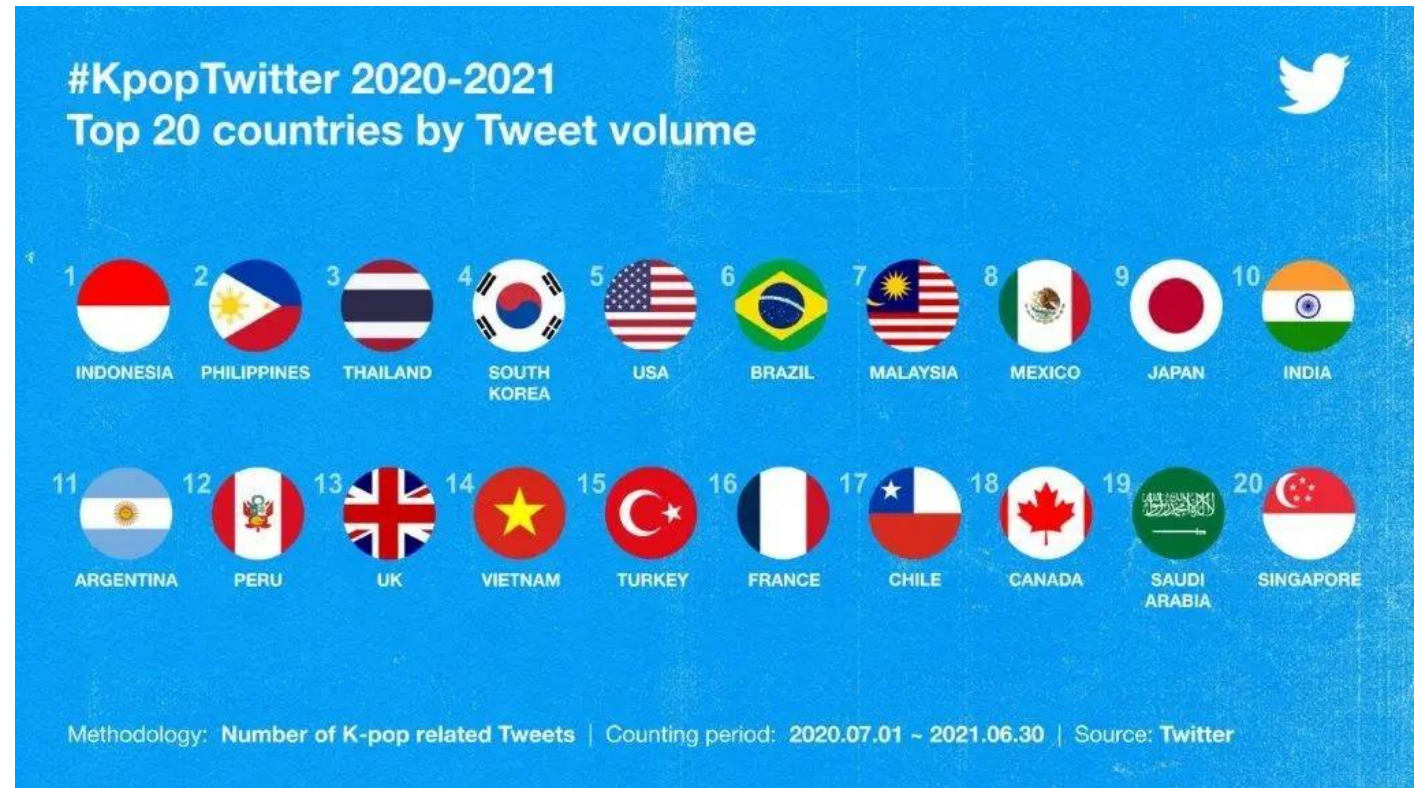 #KpopTwitter 2020-2021
Top 20 countries by Tweet volume
1 2 3 4 5 6 7 8 9 10
INDONESIA PHILIPPINES THAILAND SOUTH KOREA USA BRAZIL MALAYSIA MEXICO JAPAN INDIA
11 12 13 14 15 16 17 18 19 20
ARGENTINA PERU UK VIETNAM TURKEY FRANCE CHILE CANADA SAUDI ARABIA SINGAPORE
Methodology: Number of K-pop related Tweets | Counting period: 2020.07.01 ~ 2021.06.30 | Source: Twitter